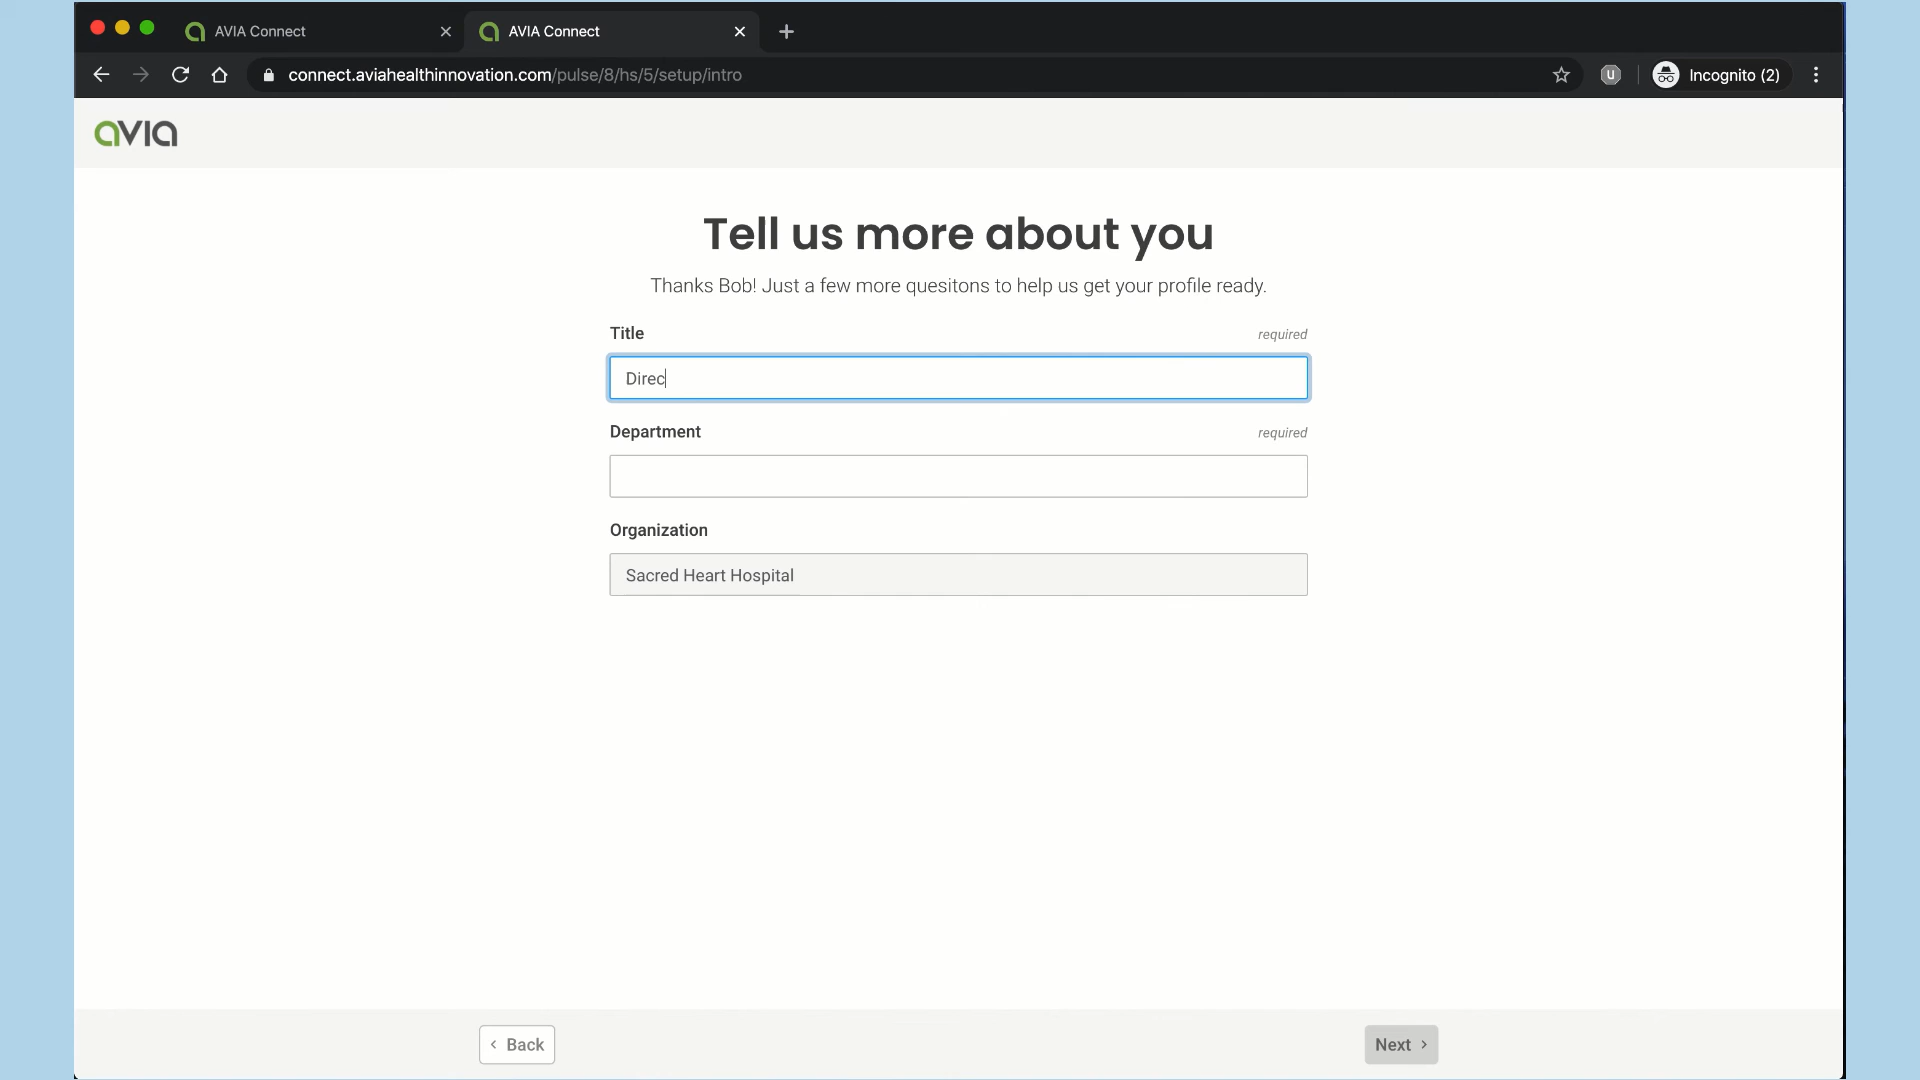 AVIA Connect
AVIA Connect
connect.aviahealthinnovation.com/pulse/8/hs/5/setup/intro
U
Incognito (2)
avia
Tell us more about you
Thanks Bob! Just a few more quesitons to help us get your profile ready.
Title required
Direc
Department required
Organization
Sacred Heart Hospital
Back
Next